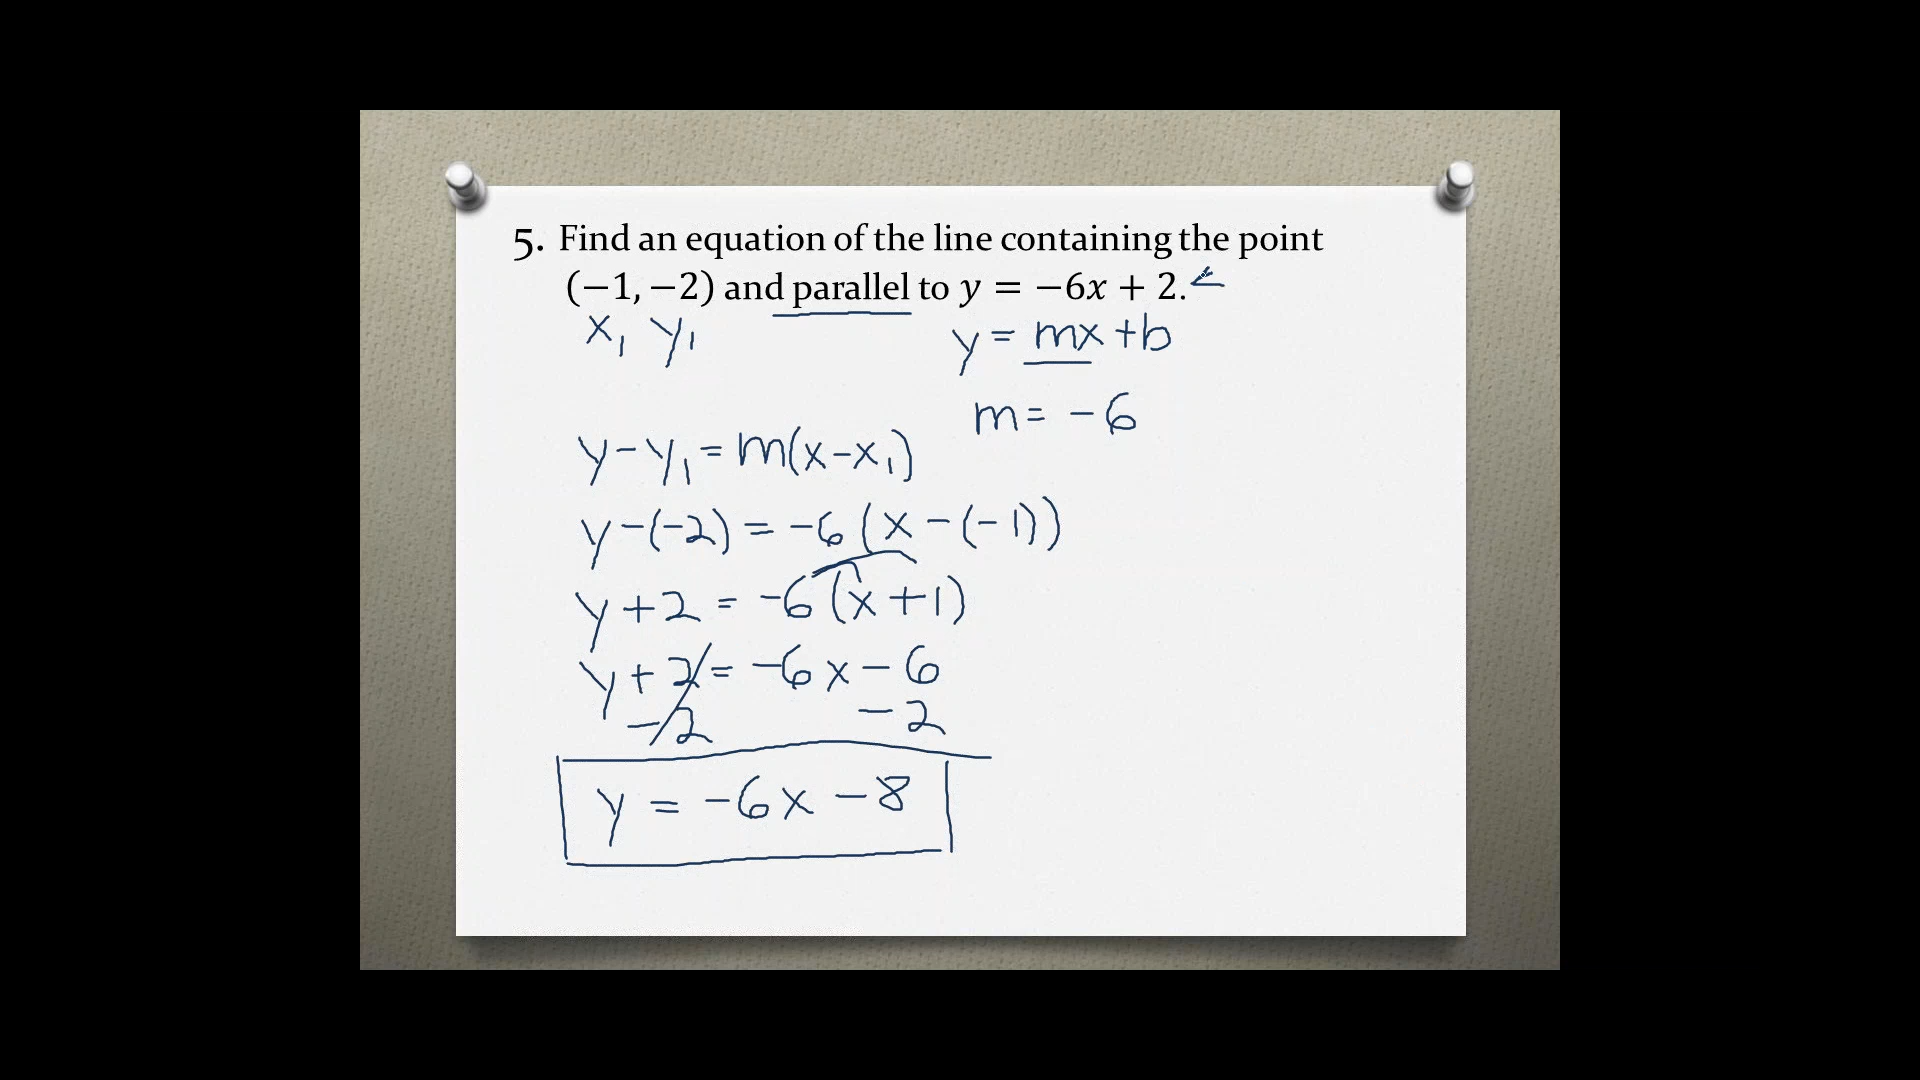 5. Find an equation of the line containing the point
(−1, −2) and parallel to y = −6x + 2.
x₁ y₁
y = mx + b
m = −6
y − y₁ = m(x − x₁)
y − (−2) = −6(x − (−1))
y + 2 = −6(x + 1)
y + 2 = −6x − 6
−2 −2
y = −6x − 8